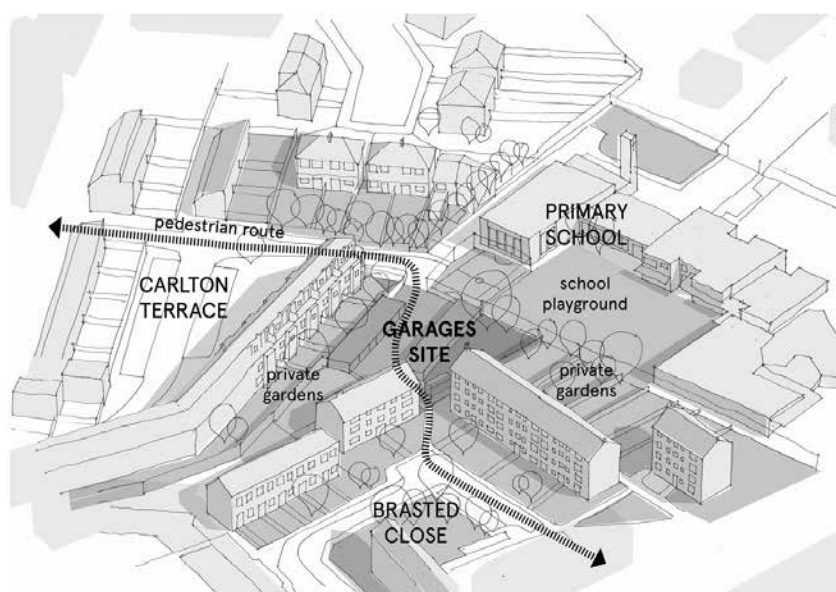 pedestrian route
PRIMARY
SCHOOL
CARLTON
TERRACE
school
playground
GARAGES
SITE
private
gardens
private
gardens
BRASTED
CLOSE